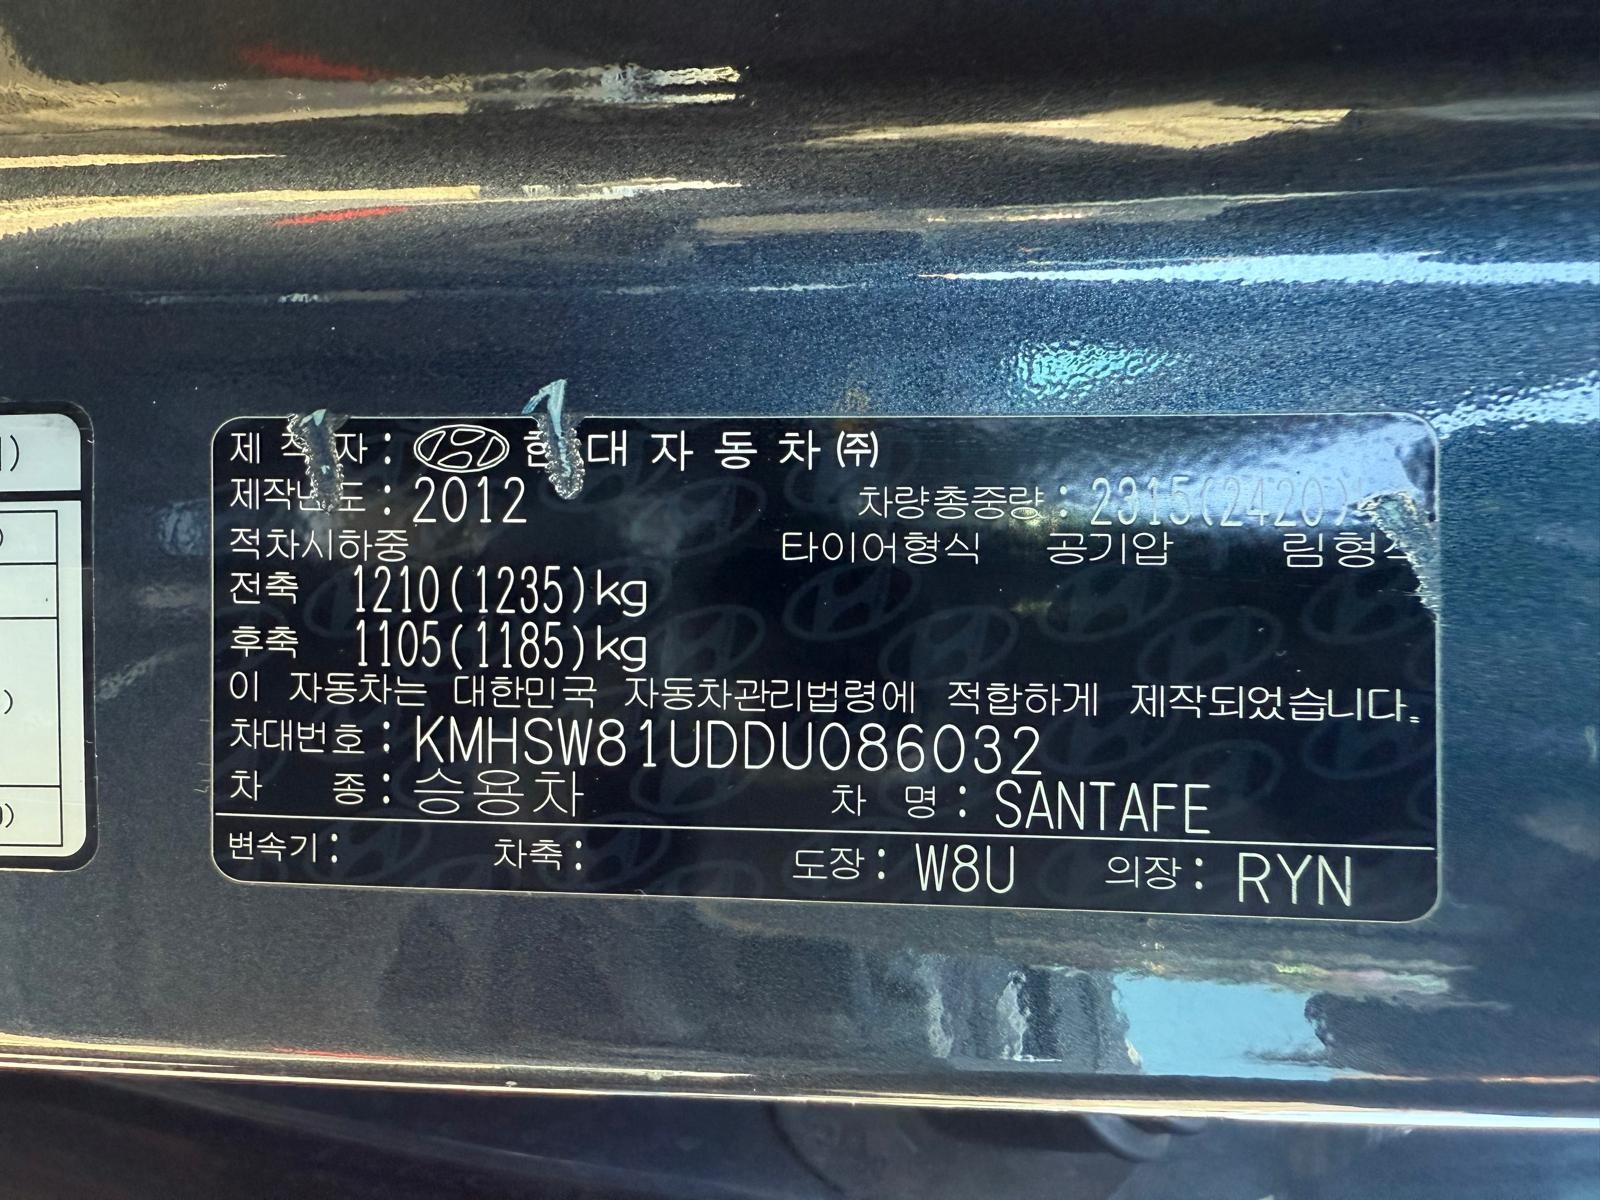 제 작 자 : 현 대 자 동 차 ㈜
제작년도 : 2012 차량총중량 : 2315(2420)
적차시하중 타이어형식 공기압 림형식
전축 1210(1235)kg
후축 1105(1185)kg
이 자동차는 대한민국 자동차관리법령에 적합하게 제작되었습니다.
차대번호 : KMHSW81UDDU086032
차 종 : 승용차 차 명 : SANTAFE
변속기 : 차축 : 도장 : W8U 의장 : RYN